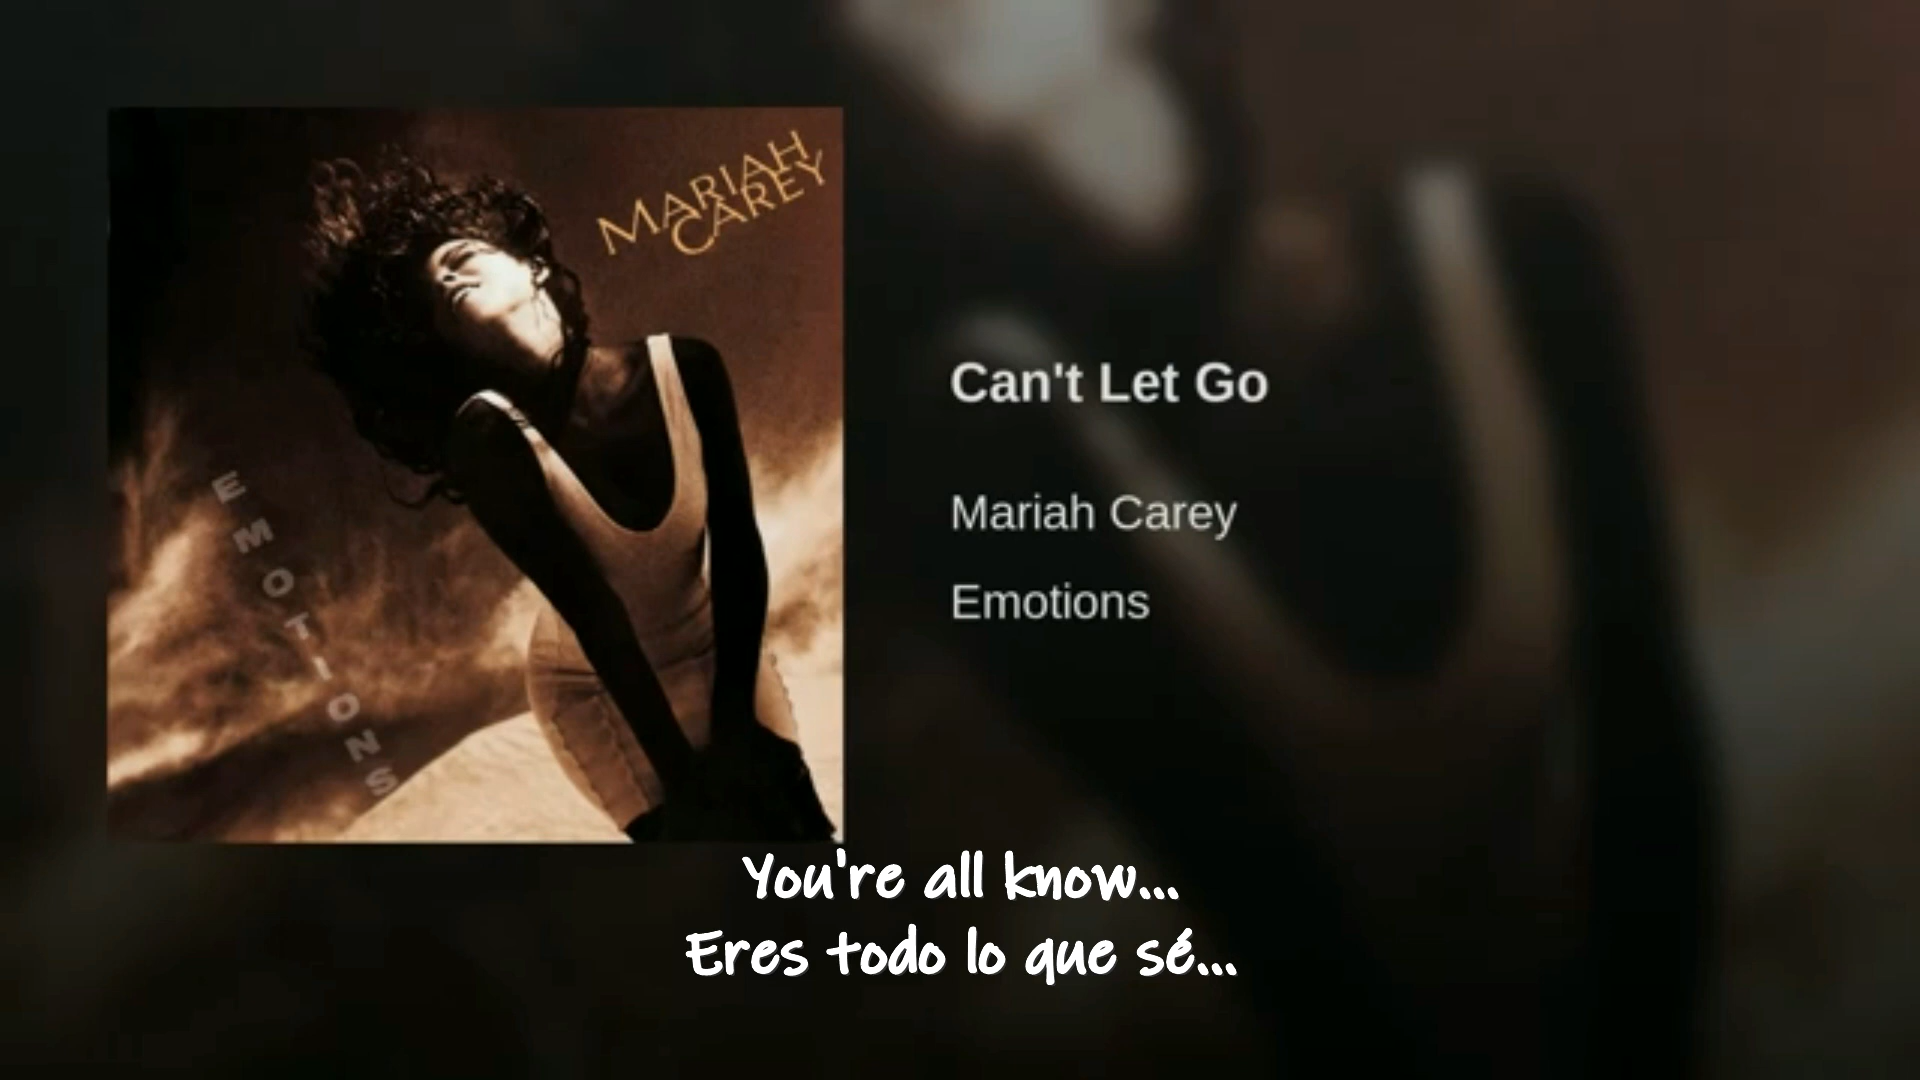 MARIAH
CAREY
EMOTIONS
Can't Let Go
Mariah Carey
Emotions
You're all know...
Eres todo lo que sé...